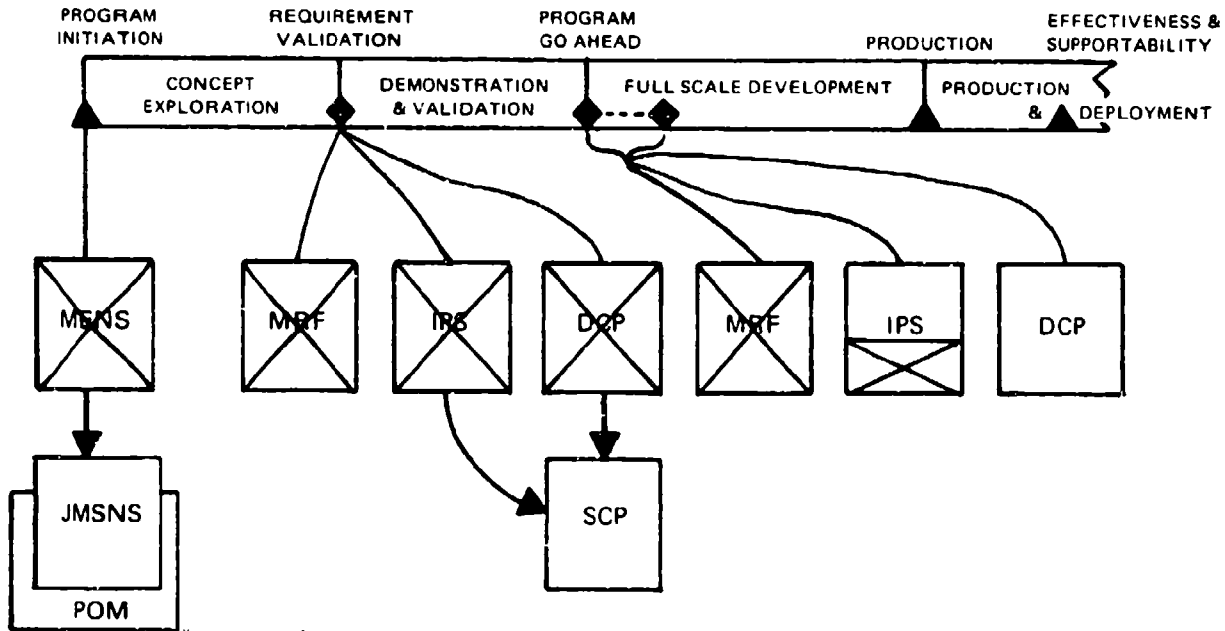 PROGRAM
INITIATION
REQUIREMENT
VALIDATION
PROGRAM
GO AHEAD
PRODUCTION
EFFECTIVENESS &
SUPPORTABILITY
CONCEPT
EXPLORATION
DEMONSTRATION
& VALIDATION
FULL SCALE DEVELOPMENT
PRODUCTION
& DEPLOYMENT
MENS
MRF
IPS
DCP
MRF
IPS
DCP
JMSNS
SCP
POM